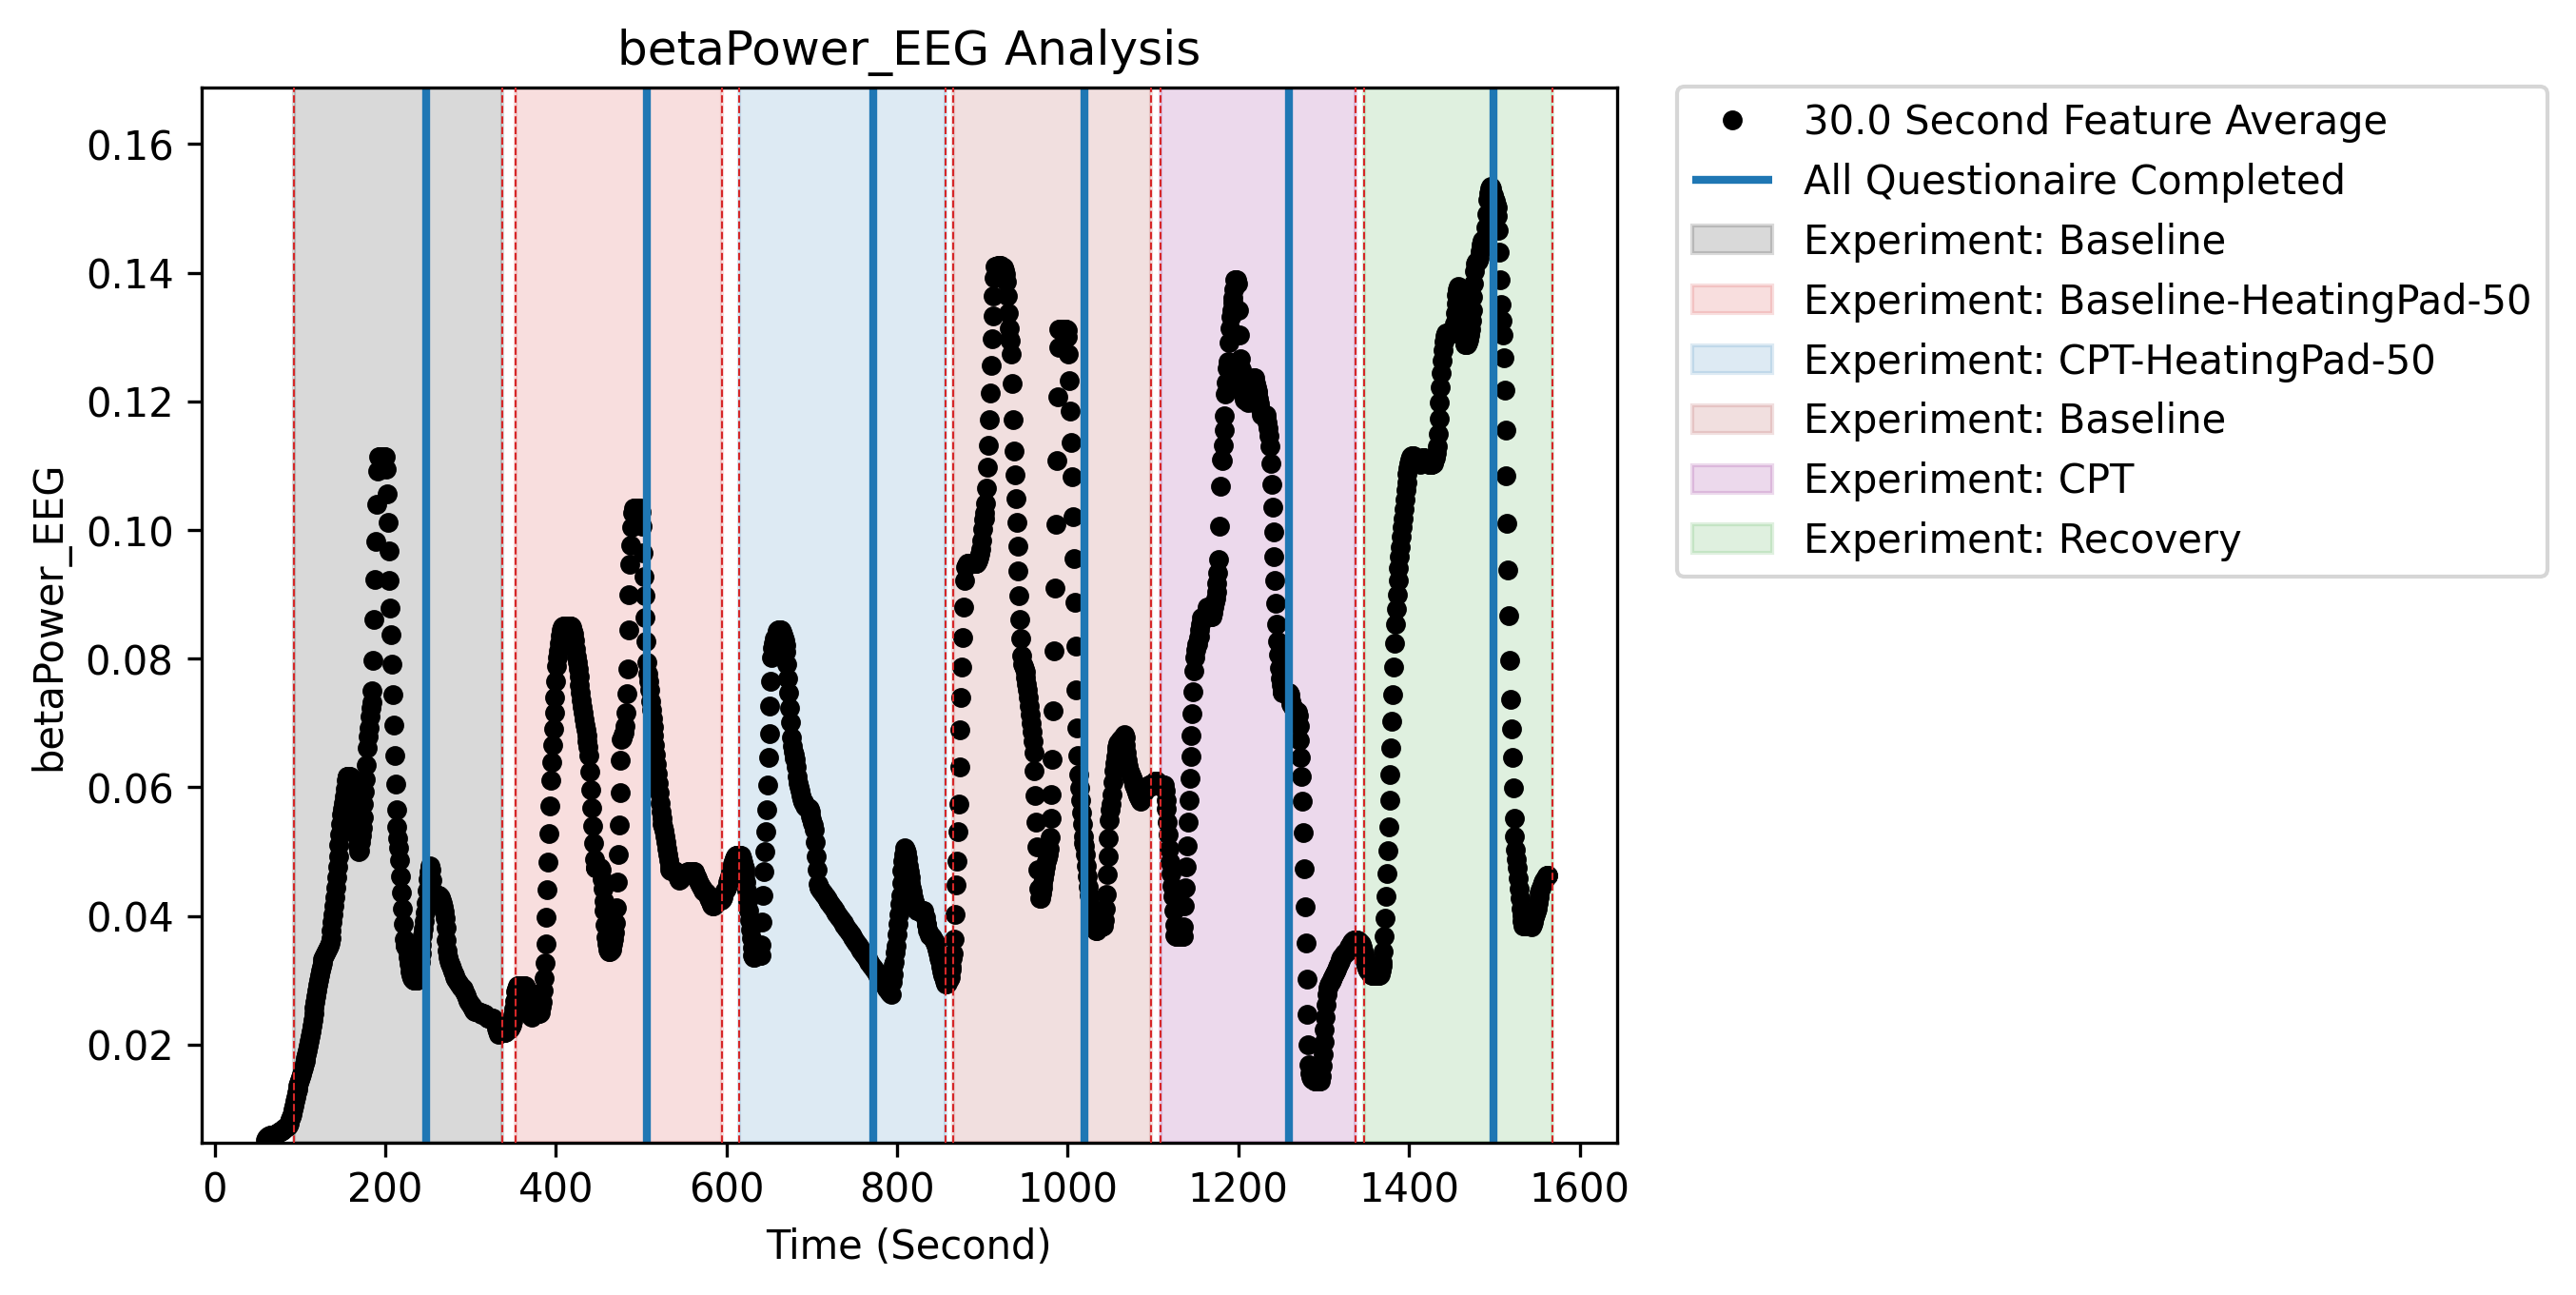 betaPower_EEG Analysis
betaPower_EEG
0.16
0.14
0.12
0.10
0.08
0.06
0.04
0.02
0 200 400 600 800 1000 1200 1400 1600
Time (Second)
30.0 Second Feature Average
All Questionaire Completed
Experiment: Baseline
Experiment: Baseline-HeatingPad-50
Experiment: CPT-HeatingPad-50
Experiment: Baseline
Experiment: CPT
Experiment: Recovery